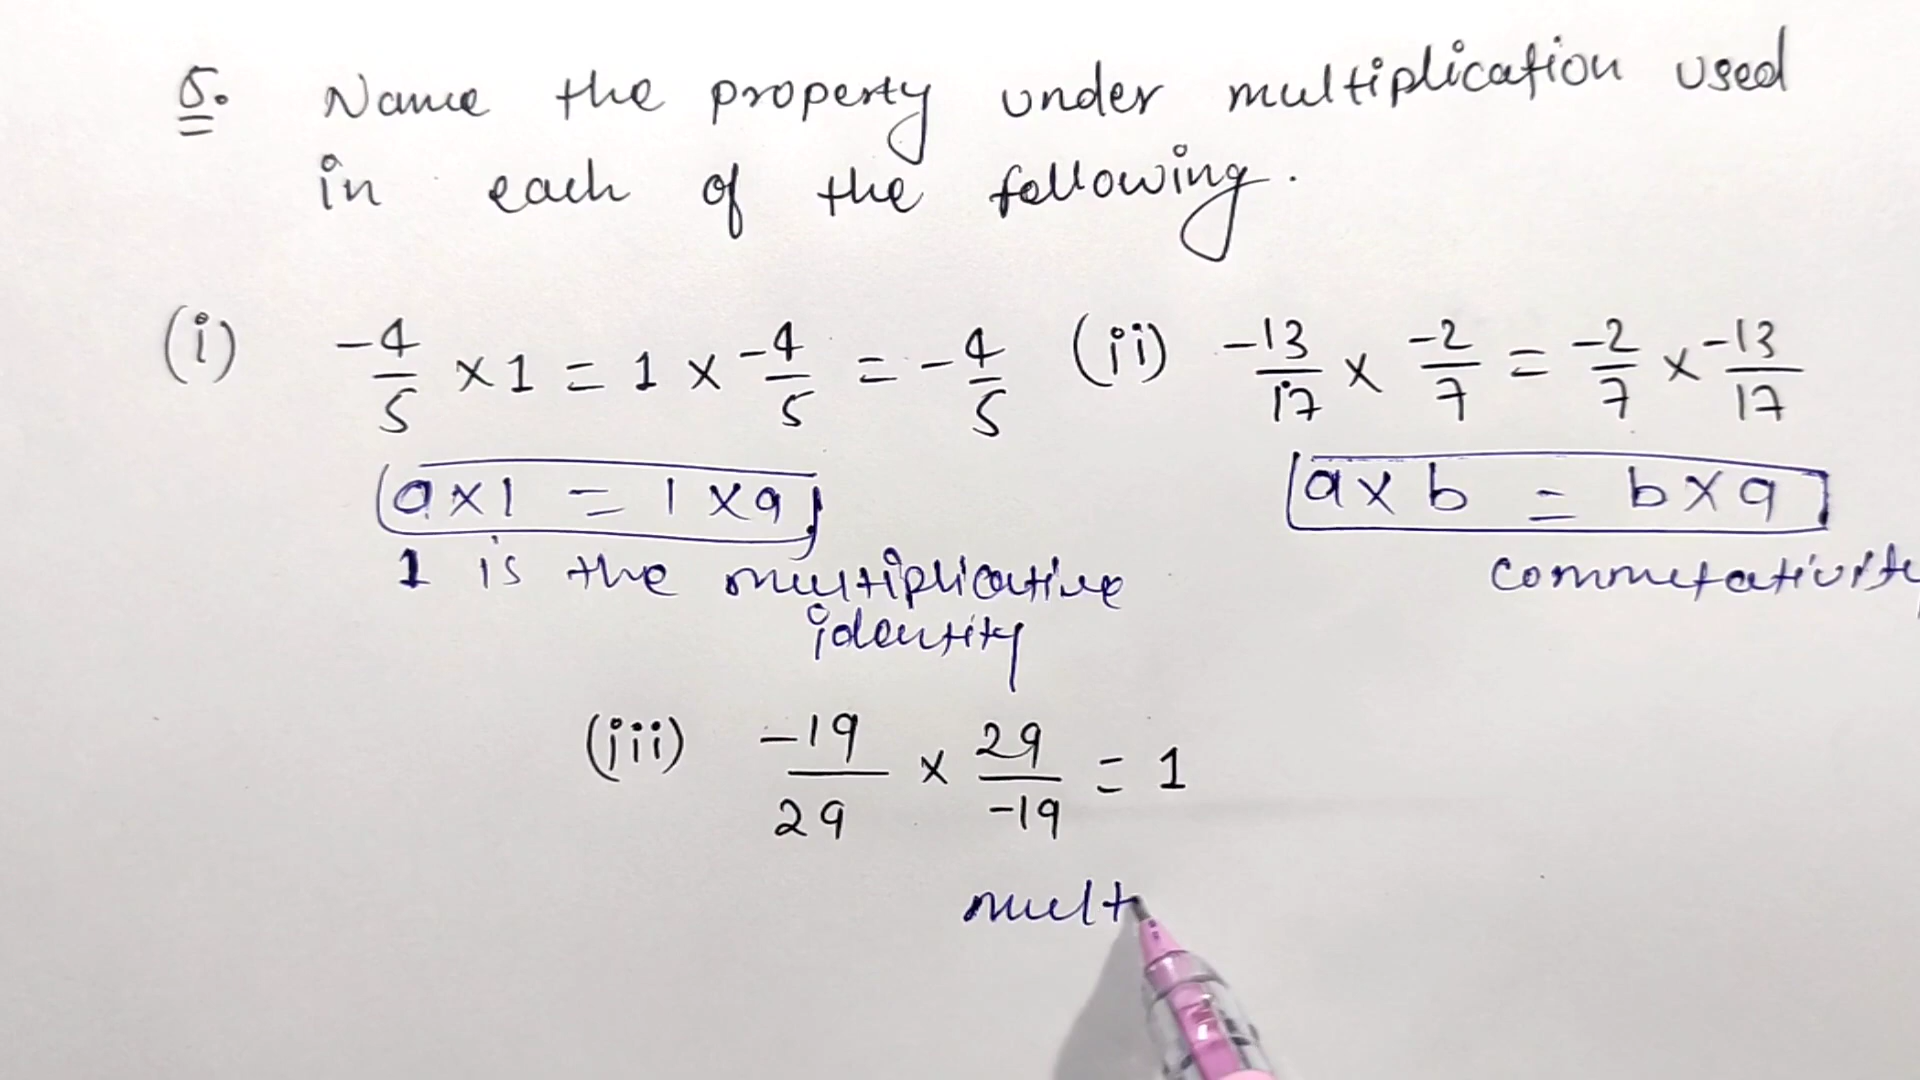 5. Name the property under multiplication used
in each of the following.
(i) -4/5 × 1 = 1 × -4/5 = -4/5 (ii) -13/17 × -2/7 = -2/7 × -13/17
a×1 = 1×a a×b = b×a
1 is the multiplicative commutativity
identity
(iii) -19/29 × 29/-19 = 1
mult